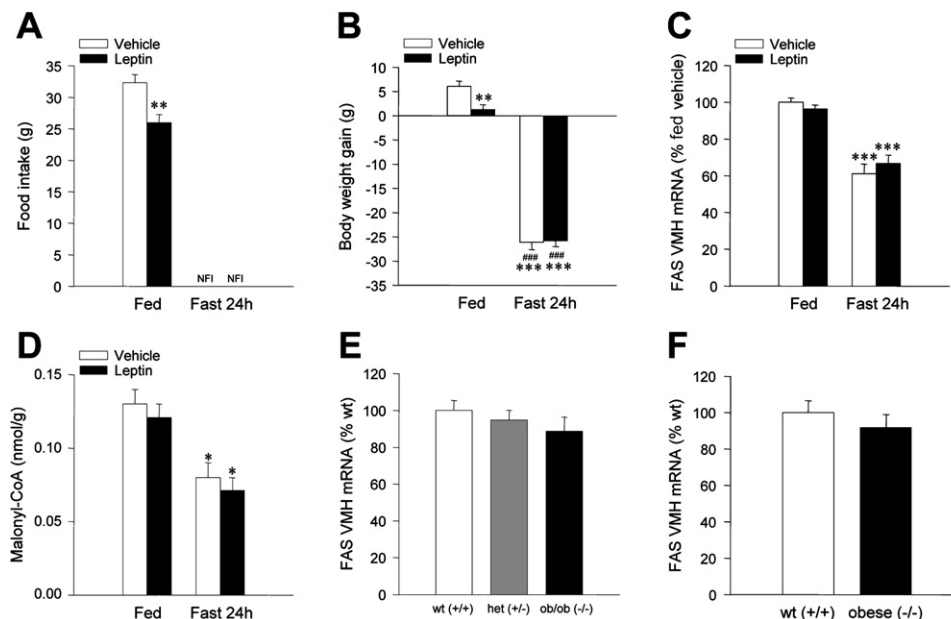 A
Vehicle
Leptin
Food intake (g)
35
30
25
20
15
10
5
0
**
NFI NFI
Fed Fast 24h
B
Vehicle
Leptin
Body weight gain (g)
10
5
0
-5
-10
-15
-20
-25
-30
-35
**
### ###
*** ***
Fed Fast 24h
C
Vehicle
Leptin
FAS VMH mRNA (% fed vehicle)
120
100
80
60
40
20
0
*** ***
Fed Fast 24h
D
Vehicle
Leptin
Malonyl-CoA (nmol/g)
0.15
0.10
0.05
0.00
* *
Fed Fast 24h
E
FAS VMH mRNA (% wt)
120
100
80
60
40
20
0
wt (+/+) het (+/-) ob/ob (-/-)
F
FAS VMH mRNA (% wt)
120
100
80
60
40
20
0
wt (+/+) obese (-/-)